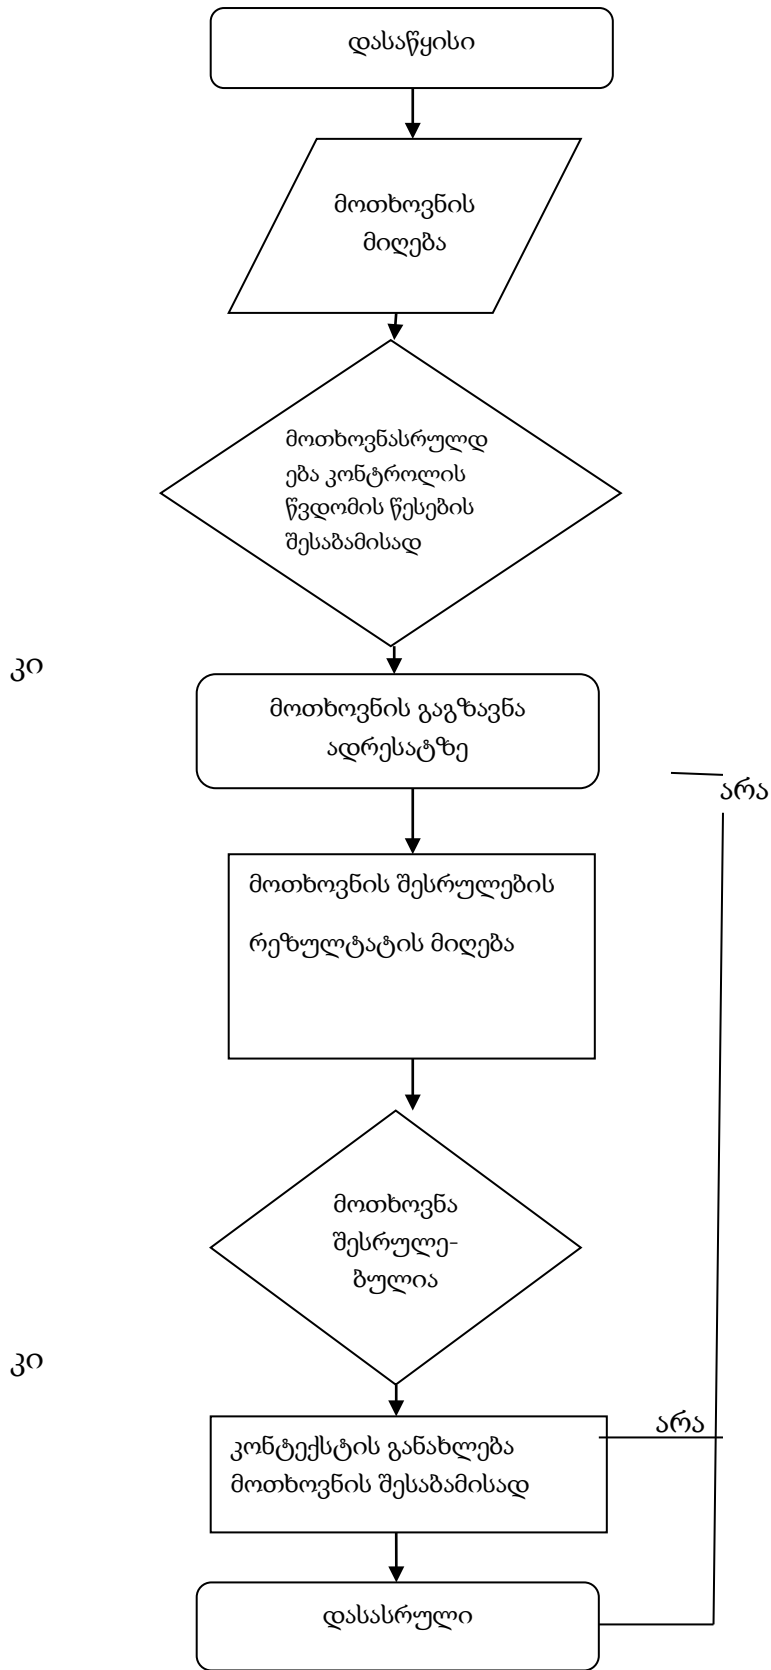 დასაწყისი
მოთხოვნის
მიღება
მოთხოვნასრულდ
ება კონტროლის
წვდომის წესების
შესაბამისად
კი
მოთხოვნის გაგზავნა
ადრესატზე
არა
მოთხოვნის შესრულების
რეზულტატის მიღება
მოთხოვნა
შესრულე-
ბულია
კი
არა
კონტექსტის განახლება
მოთხოვნის შესაბამისად
დასასრული